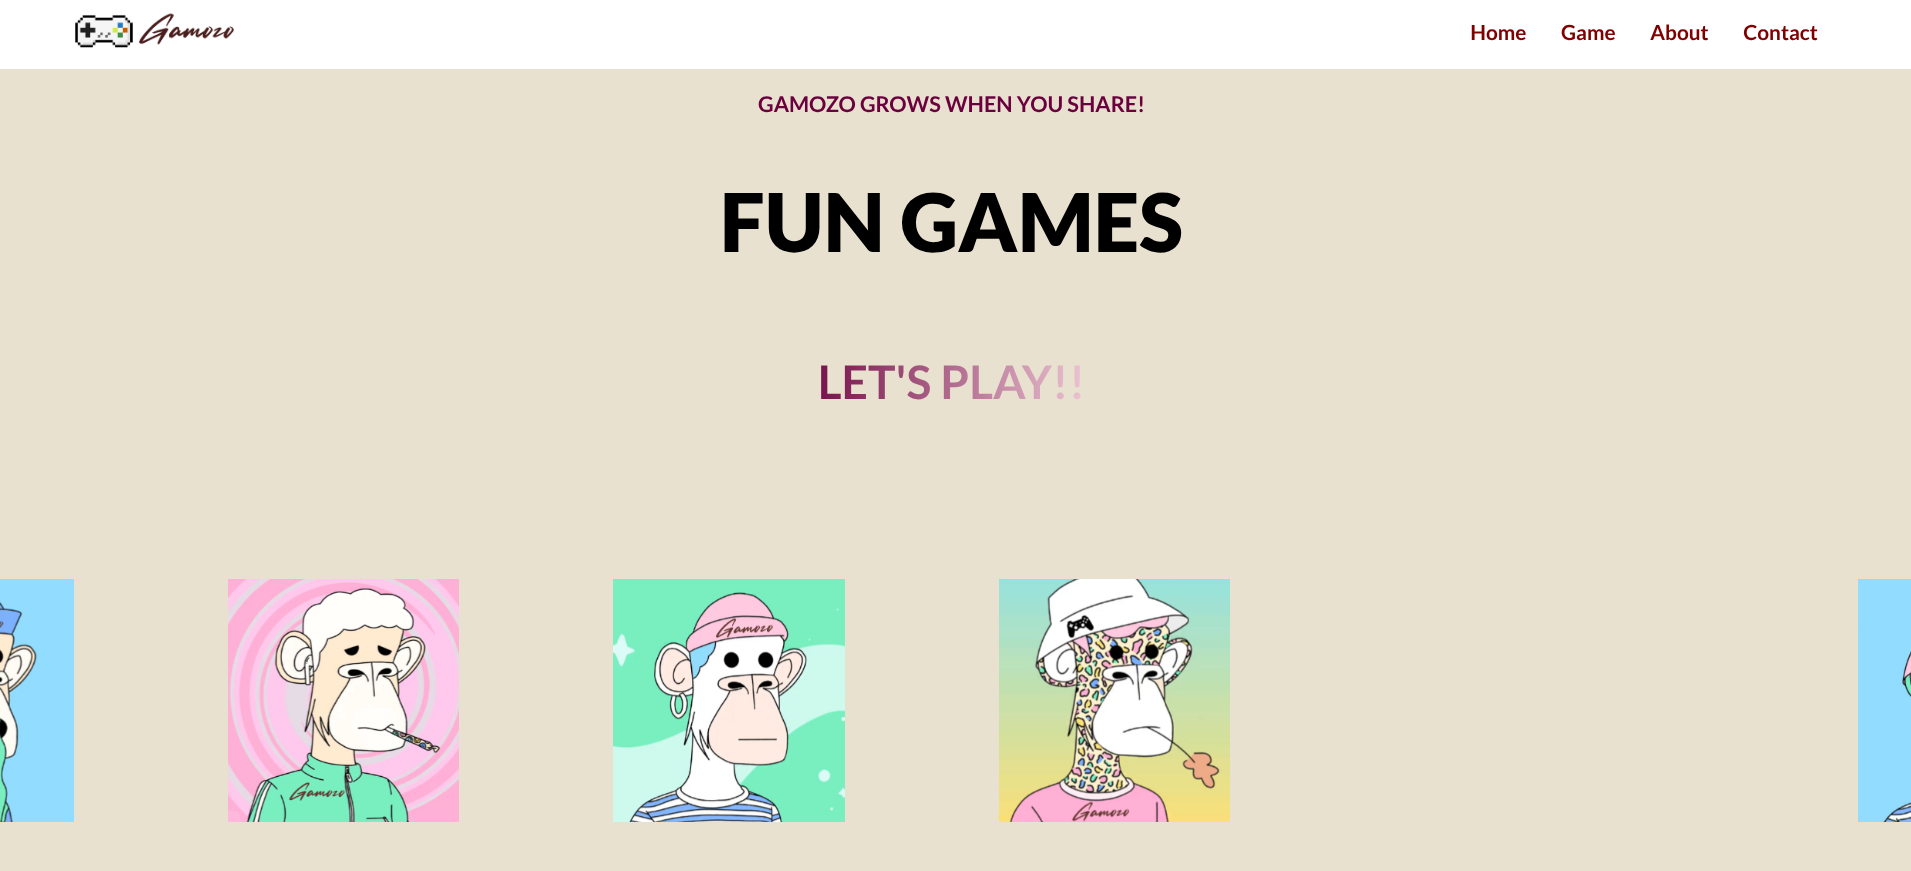 Gamozo
Home Game About Contact
GAMOZO GROWS WHEN YOU SHARE!
FUN GAMES
LET'S PLAY!!
Gamozo
Gamozo
Gamozo